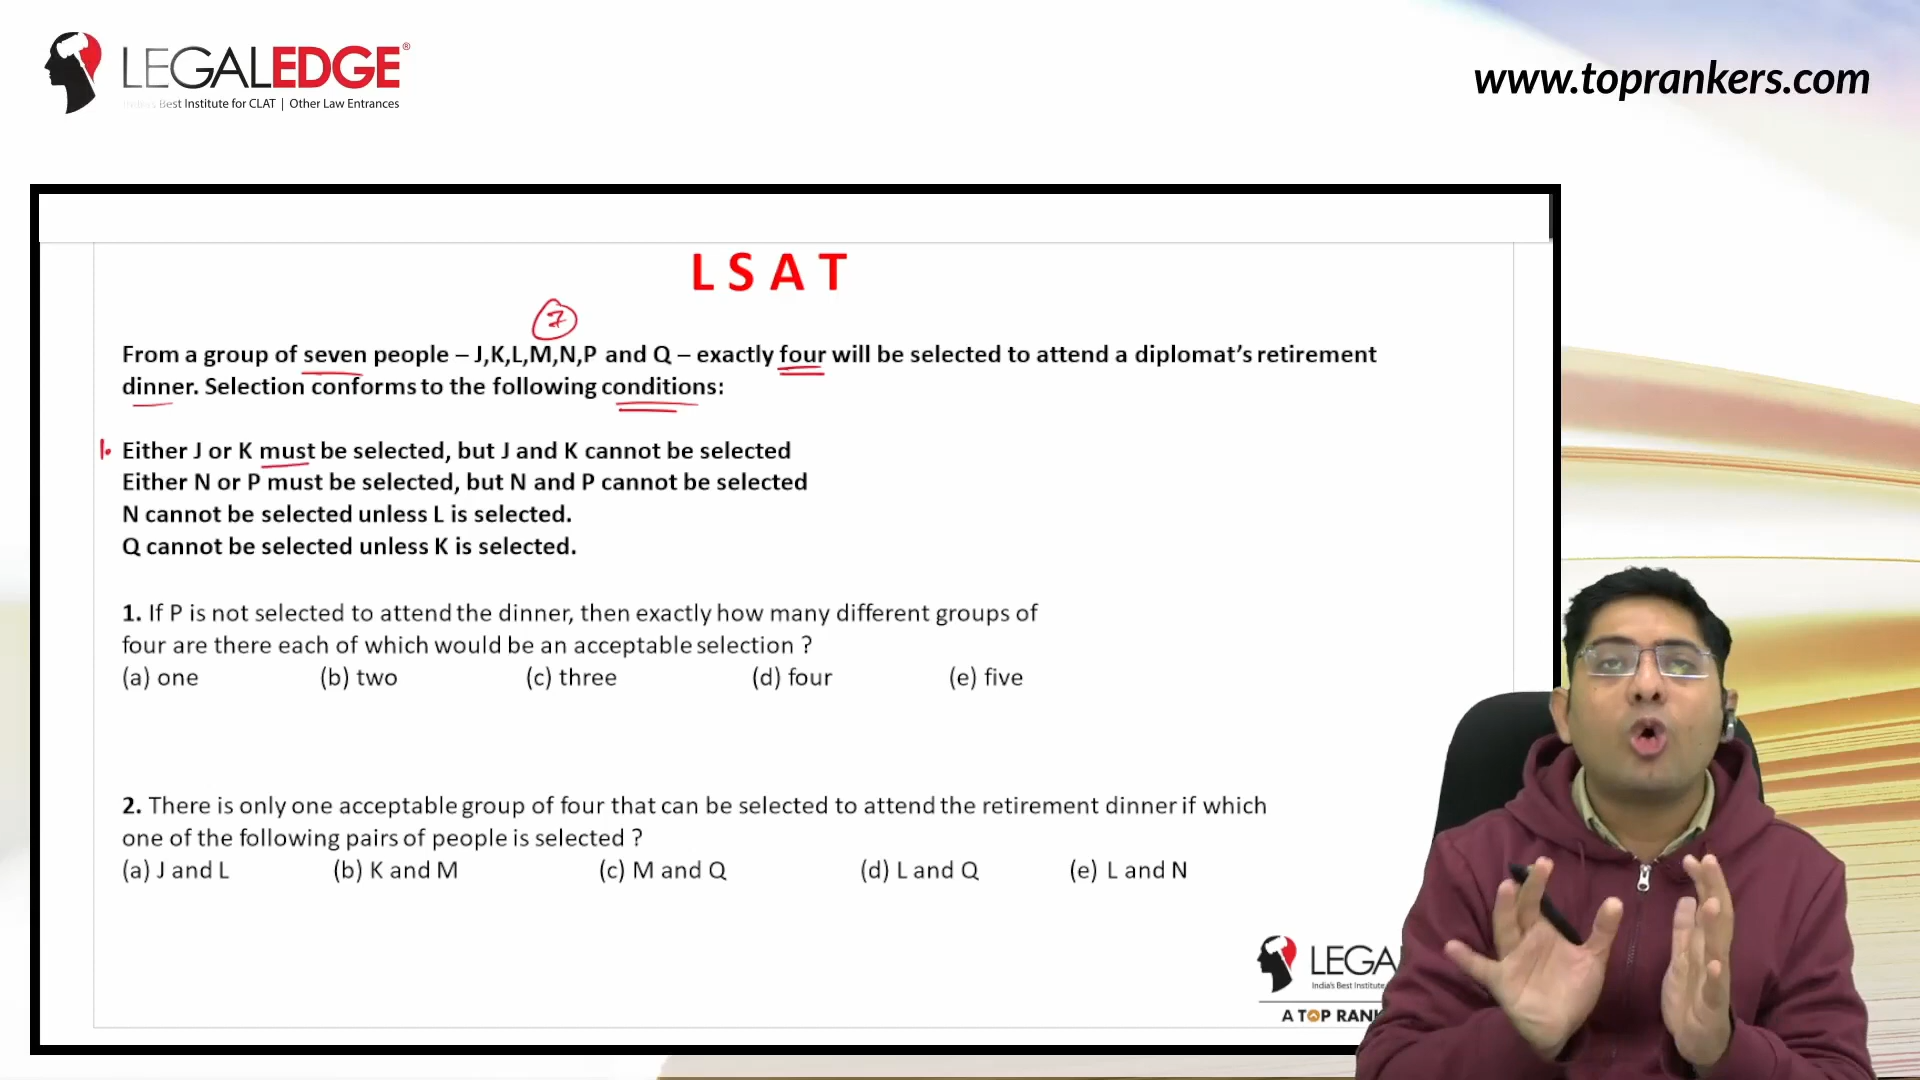 LEGALEDGE®
Best Institute for CLAT | Other Law Entrances
www.toprankers.com
LSAT
7
From a group of seven people – J,K,L,M,N,P and Q – exactly four will be selected to attend a diplomat's retirement
dinner. Selection conforms to the following conditions:
1. Either J or K must be selected, but J and K cannot be selected
Either N or P must be selected, but N and P cannot be selected
N cannot be selected unless L is selected.
Q cannot be selected unless K is selected.
1. If P is not selected to attend the dinner, then exactly how many different groups of
four are there each of which would be an acceptable selection ?
(a) one (b) two (c) three (d) four (e) five
2. There is only one acceptable group of four that can be selected to attend the retirement dinner if which
one of the following pairs of people is selected ?
(a) J and L (b) K and M (c) M and Q (d) L and Q (e) L and N
LEGA
India's Best Institute
A TOP RANK